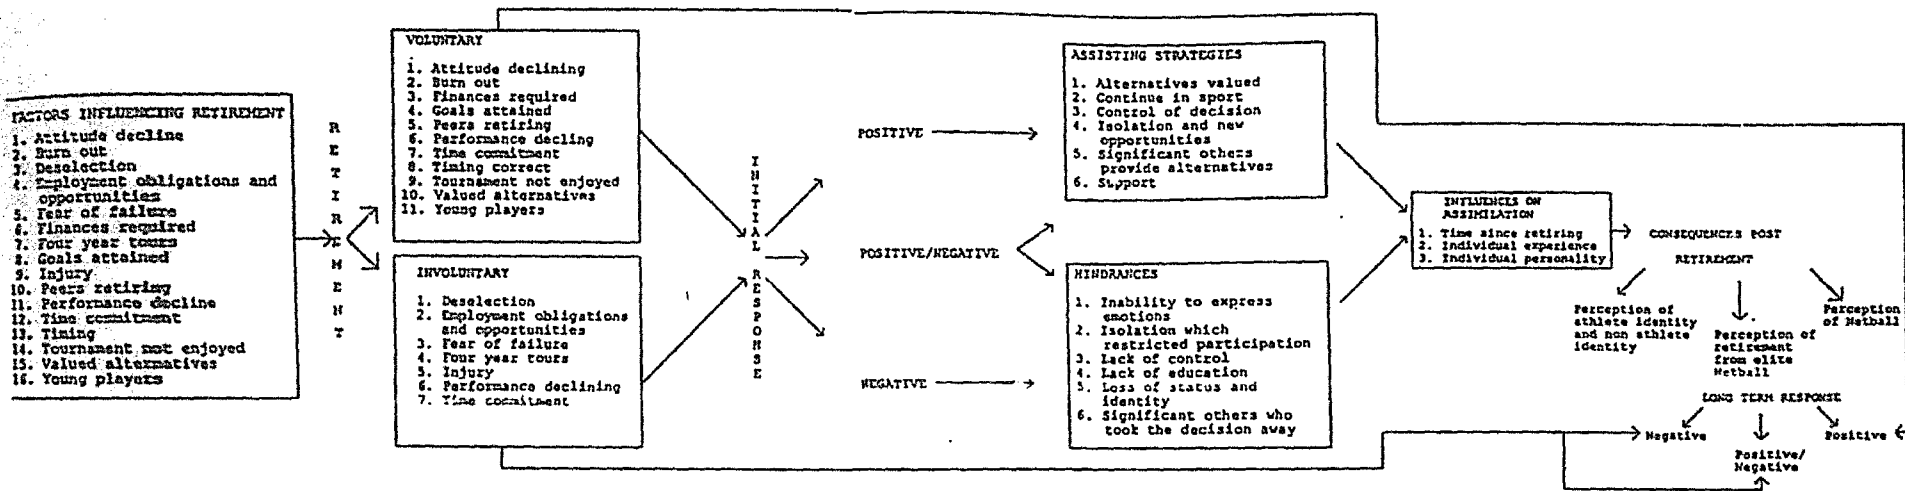 FACTORS INFLUENCING RETIREMENT
1. Attitude decline
2. Burn out
3. Deselection
4. Employment obligations and
opportunities
5. Fear of failure
6. Finances required
7. Four year tours
8. Goals attained
9. Injury
10. Peers retiring
11. Performance decline
12. Time commitment
13. Timing
14. Tournament not enjoyed
15. Valued alternatives
16. Young players
RETIREMENT
VOLUNTARY
1. Attitude declining
2. Burn out
3. Finances required
4. Goals attained
5. Peers retiring
6. Performance decling
7. Time commitment
8. Timing correct
9. Tournament not enjoyed
10. Valued alternatives
11. Young players
INVOLUNTARY
1. Deselection
2. Employment obligations
and opportunities
3. Fear of failure
4. Four year tours
5. Injury
6. Performance declining
7. Time commitment
INITIAL RESPONSE
POSITIVE
POSITIVE/NEGATIVE
NEGATIVE
ASSISTING STRATEGIES
1. Alternatives valued
2. Continue in sport
3. Control of decision
4. Isolation and new
opportunities
5. Significant others
provide alternatives
6. Support
HINDRANCES
1. Inability to express
emotions
2. Isolation which
restricted participation
3. Lack of control
4. Lack of education
5. Loss of status and
identity
6. Significant others who
took the decision away
INFLUENCES ON
ASSIMILATION
1. Time since retiring
2. Individual experience
3. Individual personality
CONSEQUENCES POST
RETIREMENT
Perception of
athlete identity
and non athlete
identity
Perception of
retirement
from elite
Netball
Perception
of Netball
LONG TERM RESPONSE
Negative
Positive/
Negative
Positive